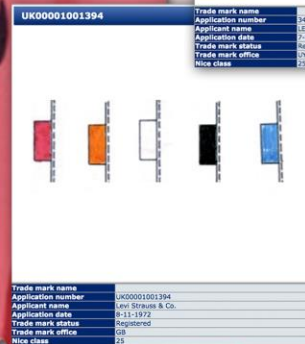 UK00001001394
Trade mark name
Application number
Applicant name
Application date
Trade mark status
Trade mark office
Nice class
Trade mark name
Application number UK00001001394
Applicant name Levi Strauss & Co.
Application date 8-11-1972
Trade mark status Registered
Trade mark office GB
Nice class 25